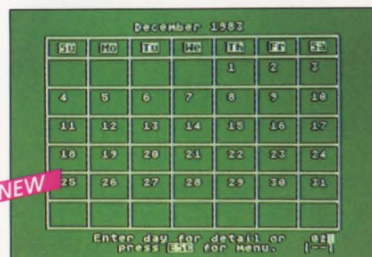 December 1983
Su Mo Tu We Th Fr Sa
1 2 3
4 5 6 7 8 9 10
11 12 13 14 15 16 17
18 19 20 21 22 23 24
25 26 27 28 29 30 31
NEW
Enter day for detail or 02
press ESC for Menu. [--]